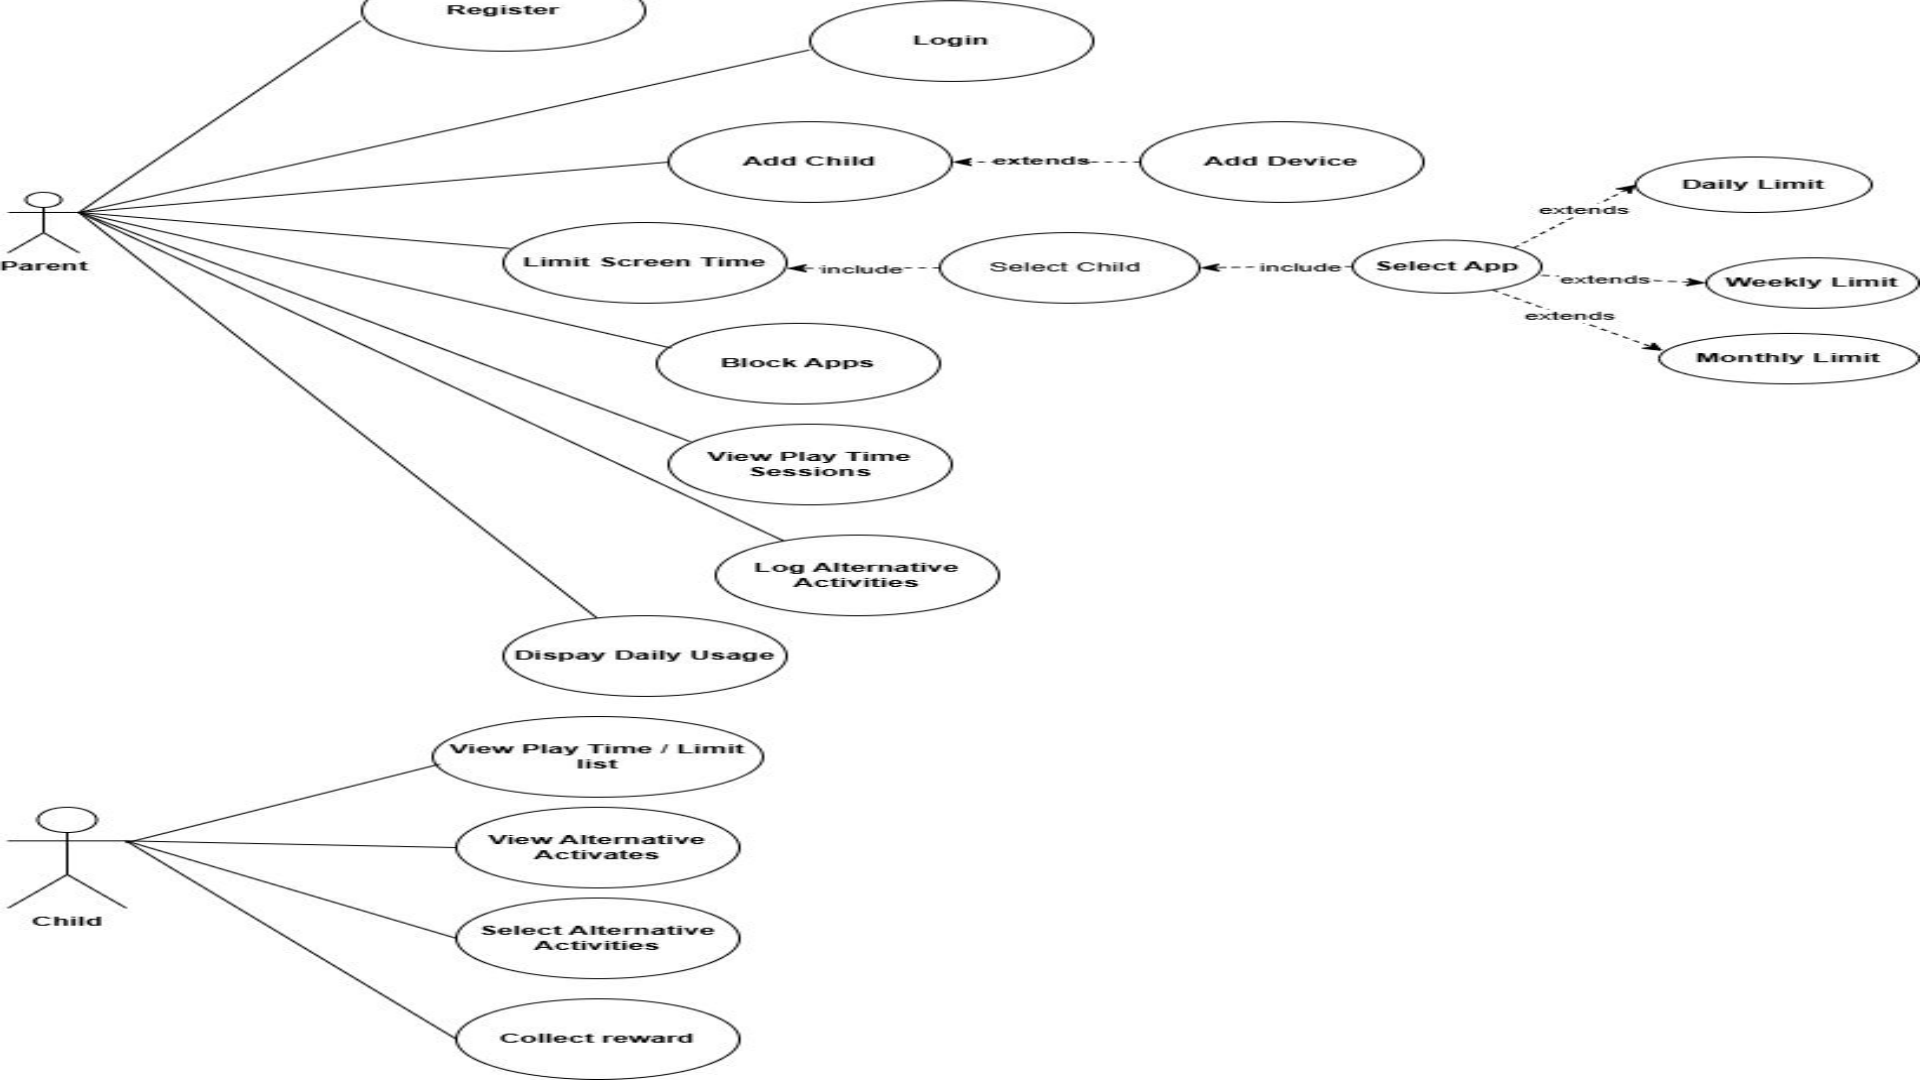 Register
Login
Add Child
extends
Add Device
Daily Limit
extends
Parent
Limit Screen Time
include
Select Child
include
Select App
extends
Weekly Limit
extends
Monthly Limit
Block Apps
View Play Time
Sessions
Log Alternative
Activities
Dispay Daily Usage
View Play Time / Limit
list
View Alternative
Activates
Child
Select Alternative
Activities
Collect reward